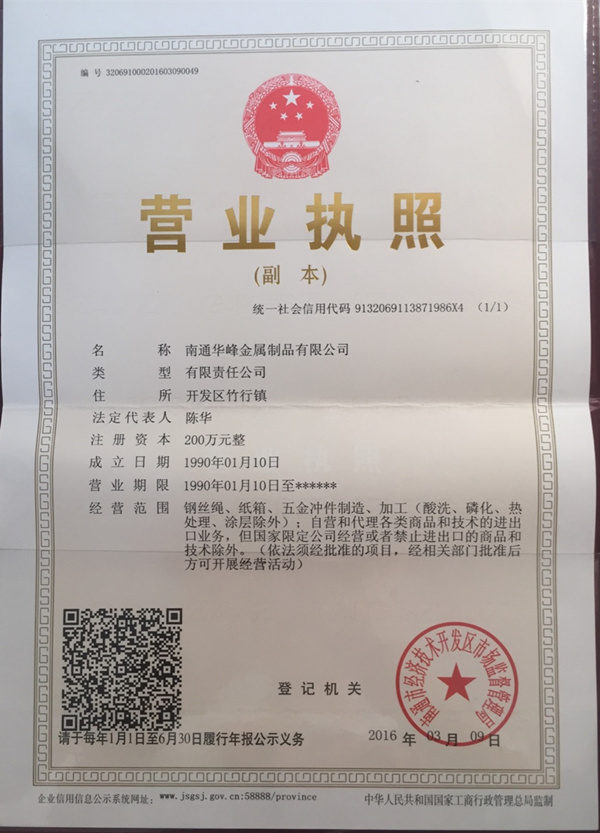 编 号 320691000201603090049
营业执照
(副 本)
统一社会信用代码 9132069113871986X4 (1/1)
名 称 南通华峰金属制品有限公司
类 型 有限责任公司
住 所 开发区竹行镇
法定代表人 陈华
注 册 资 本 200万元整
成 立 日 期 1990年01月10日
营 业 期 限 1990年01月10日至******
经 营 范 围 钢丝绳、纸箱、五金冲件制造、加工（酸洗、磷化、热
处理、涂层除外）；自营和代理各类商品和技术的进出
口业务，但国家限定公司经营或者禁止进出口的商品和
技术除外。（依法须经批准的项目，经相关部门批准后
方可开展经营活动）
南通市经济技术开发区市场监督管理局
登 记 机 关
请于每年1月1日至6月30日履行年报公示义务
2016 年 03 月 09 日
企业信用信息公示系统网址： www.jsgsj.gov.cn:58888/province
中华人民共和国国家工商行政管理总局监制